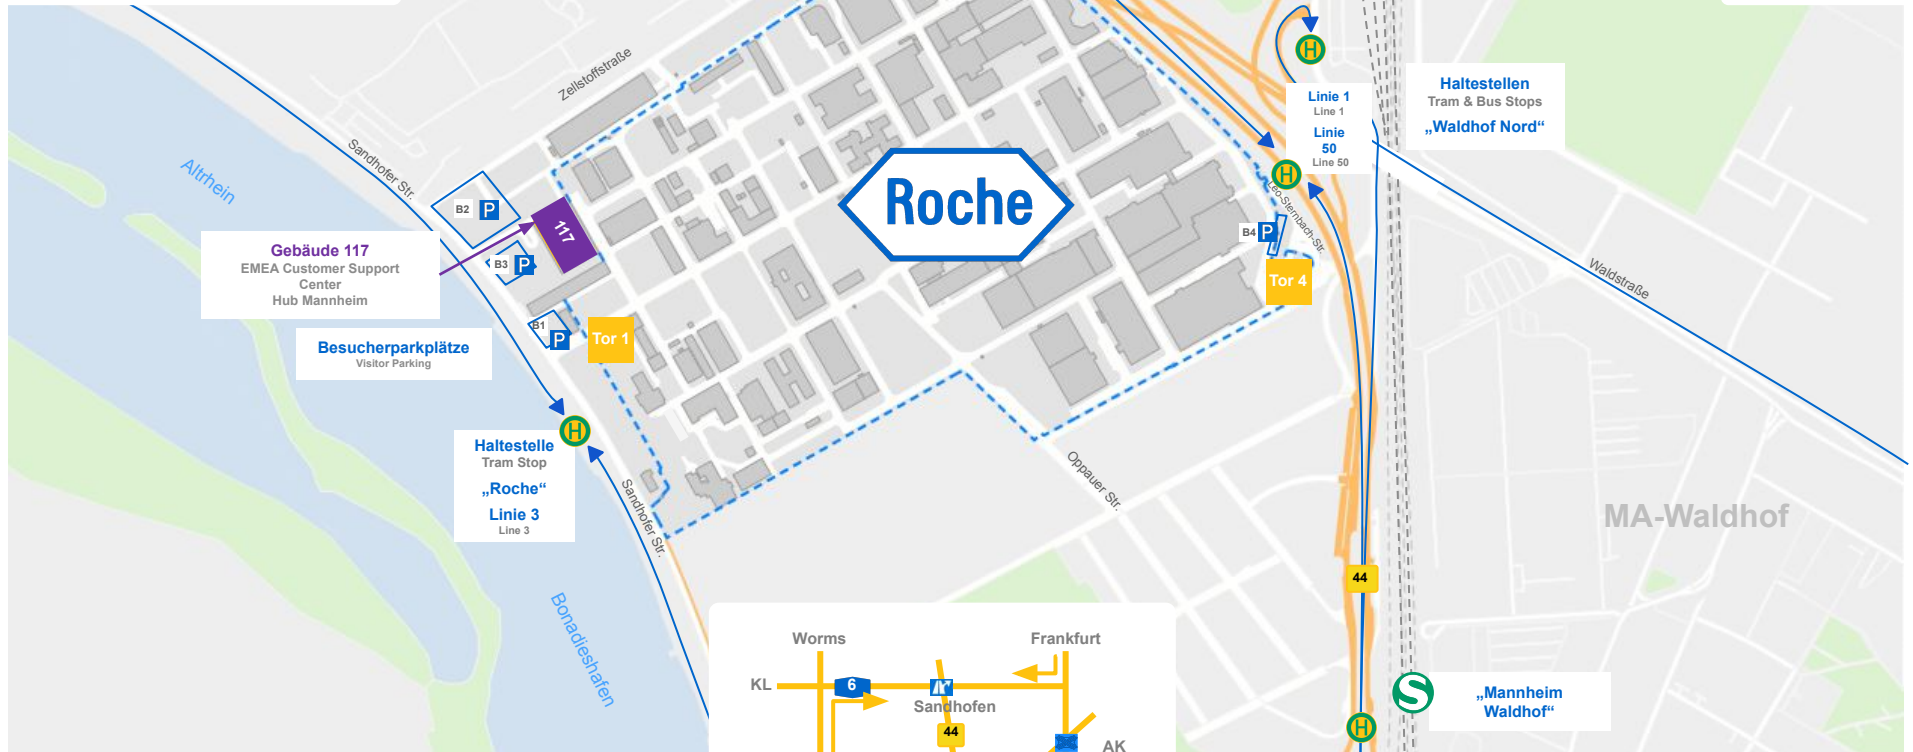 Zellstoffstraße
Sandhofer Str.
Altrhein
B2 P
117
Gebäude 117
EMEA Customer Support
Center
Hub Mannheim
B3 P
B1
P
Tor 1
Besucherparkplätze
Visitor Parking
H
Haltestelle
Tram Stop
„Roche“
Linie 3
Line 3
Sandhofer Str.
Bonadieshafen
Roche
H
Linie 1
Line 1
Linie
50
Line 50
Haltestellen
Tram & Bus Stops
„Waldhof Nord“
H
Leo-Sternbach-Str.
B4 P
Tor 4
Waldstraße
Oppauer Str.
MA-Waldhof
44
Worms
Frankfurt
KL
6
Sandhofen
44
AK
S
„Mannheim
Waldhof“
H